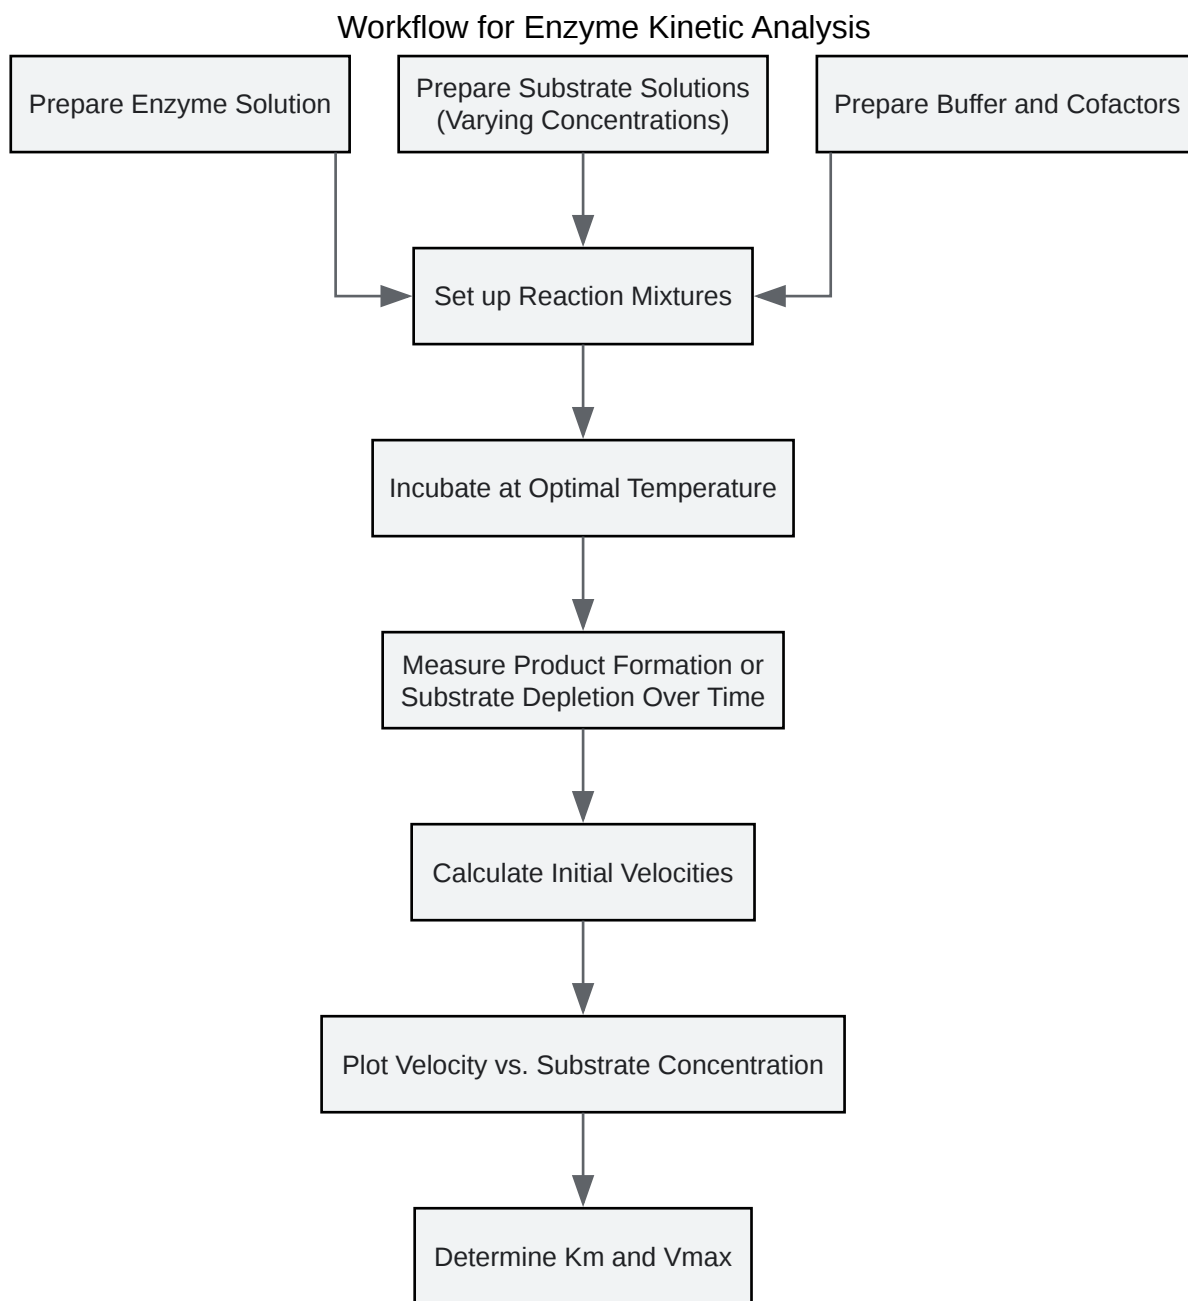 Workflow for Enzyme Kinetic Analysis
Prepare Enzyme Solution
Prepare Substrate Solutions
(Varying Concentrations)
Prepare Buffer and Cofactors
Set up Reaction Mixtures
Incubate at Optimal Temperature
Measure Product Formation or
Substrate Depletion Over Time
Calculate Initial Velocities
Plot Velocity vs. Substrate Concentration
Determine Km and Vmax